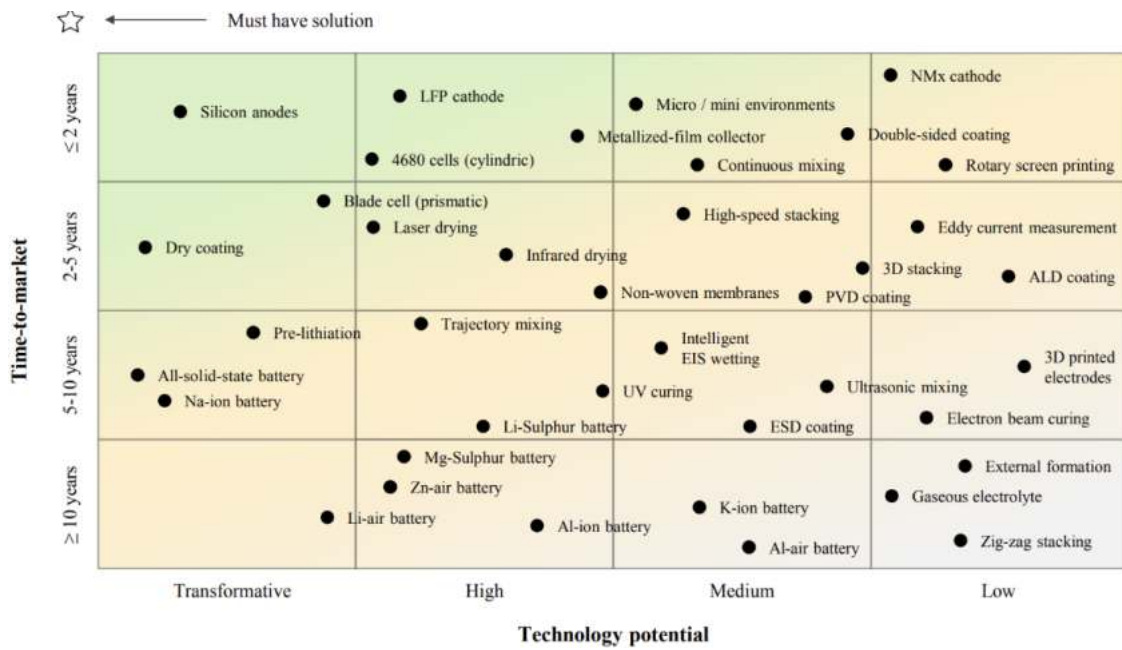 Must have solution
Time-to-market
≤ 2 years
NMx cathode
LFP cathode
Micro / mini environments
Silicon anodes
Metallized-film collector
Double-sided coating
4680 cells (cylindric)
Continuous mixing
Rotary screen printing
2-5 years
Blade cell (prismatic)
High-speed stacking
Laser drying
Eddy current measurement
Dry coating
Infrared drying
3D stacking
ALD coating
Non-woven membranes
PVD coating
5-10 years
Trajectory mixing
Pre-lithiation
Intelligent
EIS wetting
3D printed
electrodes
All-solid-state battery
Ultrasonic mixing
UV curing
Na-ion battery
Electron beam curing
Li-Sulphur battery
ESD coating
≥ 10 years
Mg-Sulphur battery
External formation
Zn-air battery
Gaseous electrolyte
K-ion battery
Li-air battery
Al-ion battery
Zig-zag stacking
Al-air battery
Transformative
High
Medium
Low
Technology potential